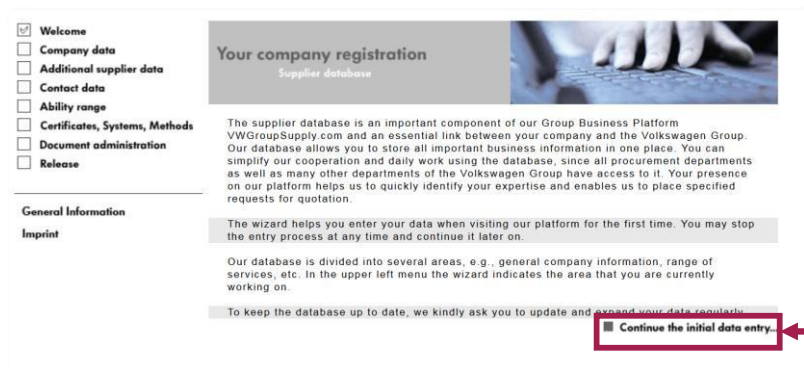 Welcome
Company data
Additional supplier data
Contact data
Ability range
Certificates, Systems, Methods
Document administration
Release
General Information
Imprint
Your company registration
Supplier database
The supplier database is an important component of our Group Business Platform
VWGroupSupply.com and an essential link between your company and the Volkswagen Group.
Our database allows you to store all important business information in one place. You can
simplify our cooperation and daily work using the database, since all procurement departments
as well as many other departments of the Volkswagen Group have access to it. Your presence
on our platform helps us to quickly identify your expertise and enables us to place specified
requests for quotation.
The wizard helps you enter your data when visiting our platform for the first time. You may stop
the entry process at any time and continue it later on.
Our database is divided into several areas, e.g., general company information, range of
services, etc. In the upper left menu the wizard indicates the area that you are currently
working on.
To keep the database up to date, we kindly ask you to update and expand your data regularly
Continue the initial data entry...